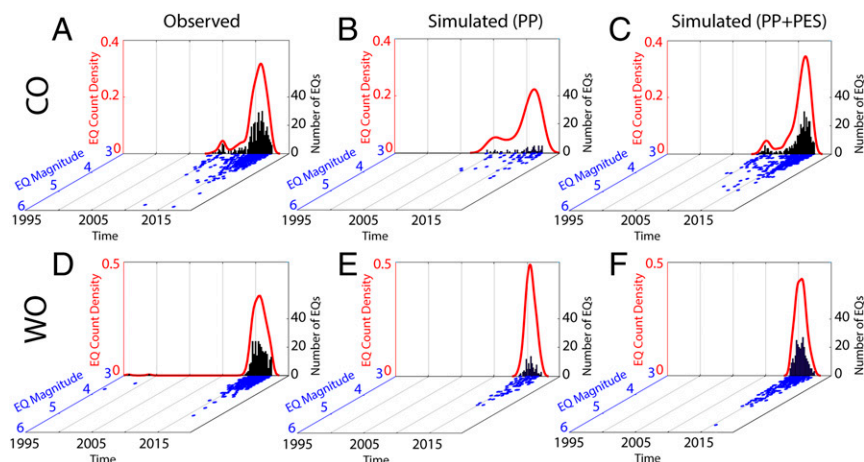 Observed
Simulated (PP)
Simulated (PP+PES)
A
B
C
CO
0.4
0.2
0
EQ Count Density
40
20
0
Number of EQs
EQ Magnitude
3
4
5
6
1995
2005
2015
Time
0.4
0.2
0
EQ Count Density
40
20
0
Number of EQs
EQ Magnitude
3
4
5
6
1995
2005
2015
Time
0.4
0.2
0
EQ Count Density
40
20
0
Number of EQs
EQ Magnitude
3
4
5
6
1995
2005
2015
Time
D
E
F
WO
0.5
0
EQ Count Density
40
20
0
Number of EQs
EQ Magnitude
3
4
5
6
1995
2005
2015
Time
0.5
0
EQ Count Density
40
20
0
Number of EQs
EQ Magnitude
3
4
5
6
1995
2005
2015
Time
0.5
0
EQ Count Density
40
20
0
Number of EQs
EQ Magnitude
3
4
5
6
1995
2005
2015
Time